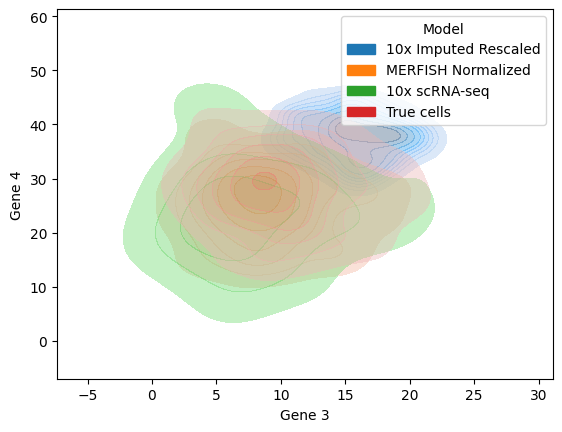 Model
10x Imputed Rescaled
MERFISH Normalized
10x scRNA-seq
True cells
60
50
40
30
20
10
0
Gene 4
−5
0
5
10
15
20
25
30
Gene 3